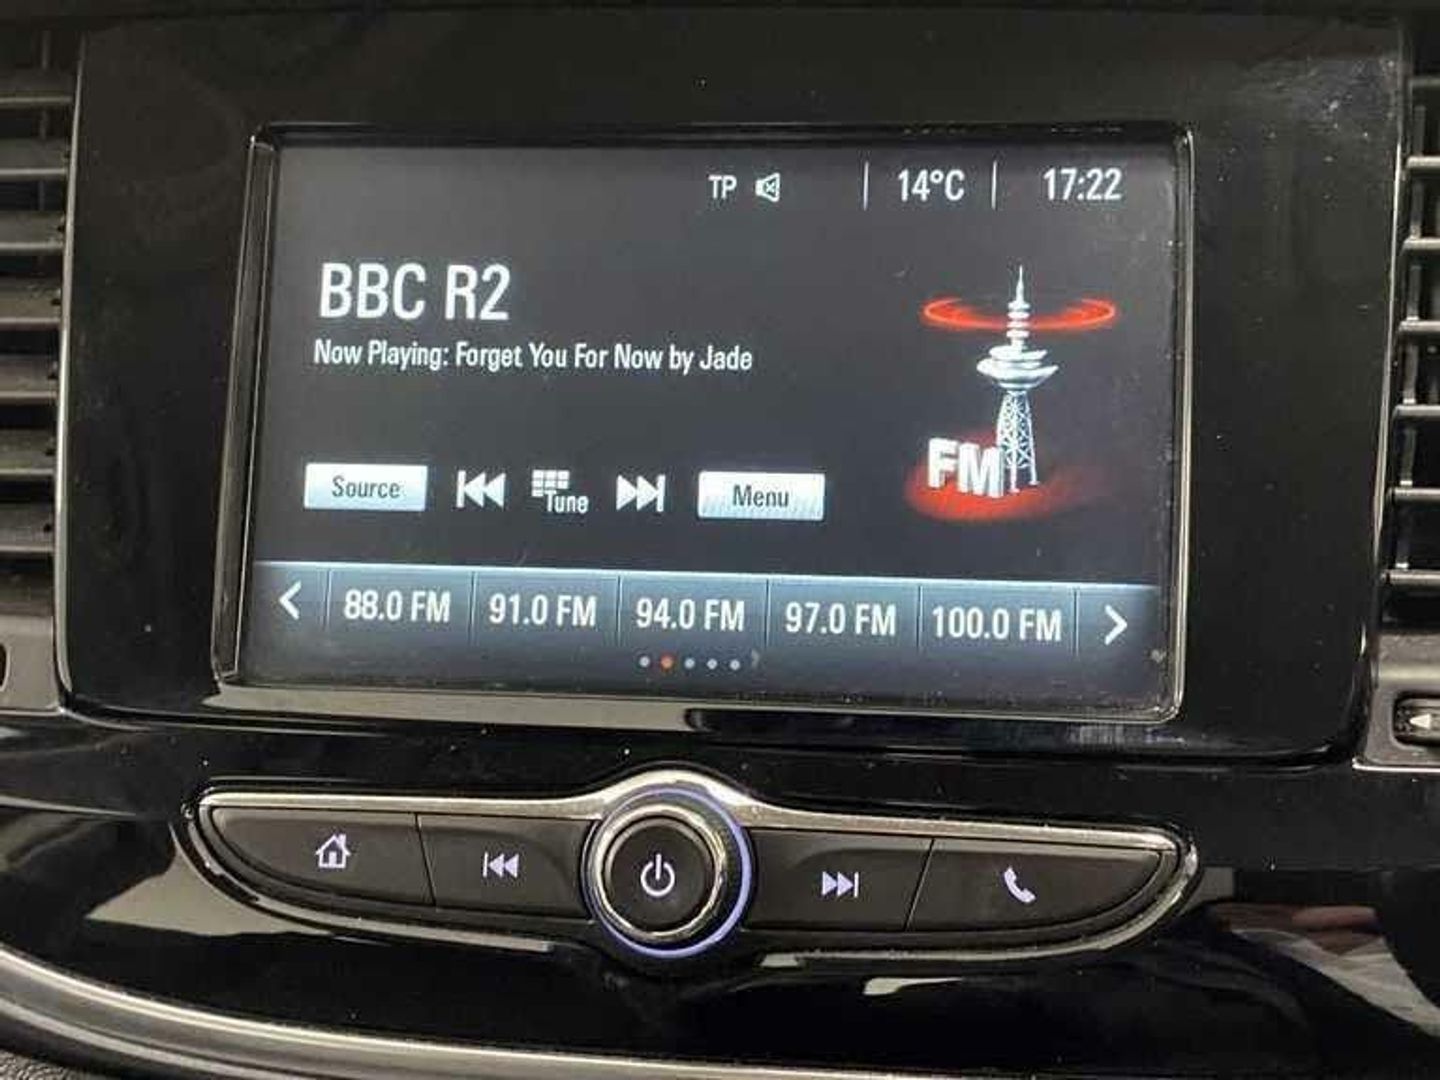 TP 14°C 17:22
BBC R2
Now Playing: Forget You For Now by Jade
Source Tune Menu
FM
88.0 FM 91.0 FM 94.0 FM 97.0 FM 100.0 FM